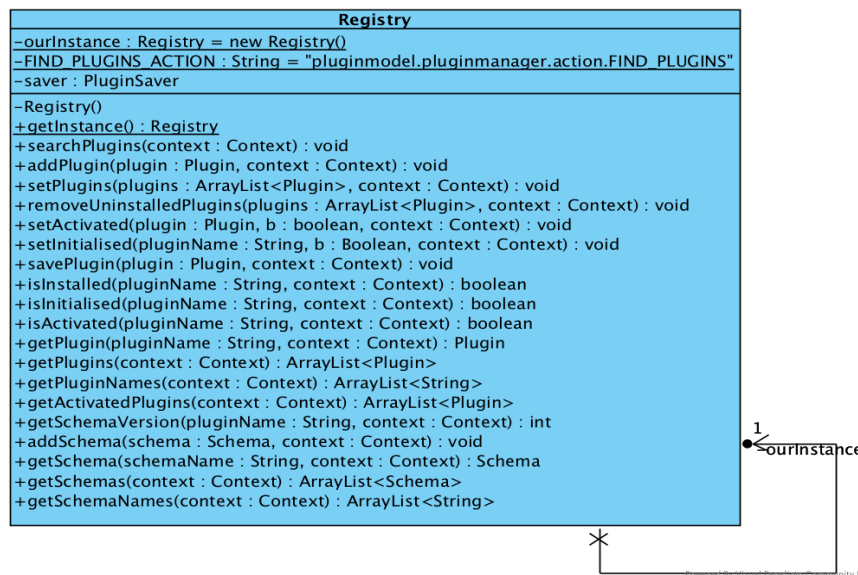 Registry
-ourInstance : Registry = new Registry()
-FIND_PLUGINS_ACTION : String = "pluginmodel.pluginmanager.action.FIND_PLUGINS"
-saver : PluginSaver
-Registry()
+getInstance() : Registry
+searchPlugins(context : Context) : void
+addPlugin(plugin : Plugin, context : Context) : void
+setPlugins(plugins : ArrayList<Plugin>, context : Context) : void
+removeUninstalledPlugins(plugins : ArrayList<Plugin>, context : Context) : void
+setActivated(plugin : Plugin, b : boolean, context : Context) : void
+setInitialised(pluginName : String, b : Boolean, context : Context) : void
+savePlugin(plugin : Plugin, context : Context) : void
+isInstalled(pluginName : String, context : Context) : boolean
+isInitialised(pluginName : String, context : Context) : boolean
+isActivated(pluginName : String, context : Context) : boolean
+getPlugin(pluginName : String, context : Context) : Plugin
+getPlugins(context : Context) : ArrayList<Plugin>
+getPluginNames(context : Context) : ArrayList<String>
+getActivatedPlugins(context : Context) : ArrayList<Plugin>
+getSchemaVersion(pluginName : String, context : Context) : int
+addSchema(schema : Schema, context : Context) : void
+getSchema(schemaName : String, context : Context) : Schema
+getSchemas(context : Context) : ArrayList<Schema>
+getSchemaNames(context : Context) : ArrayList<String>
1
-ourInstance